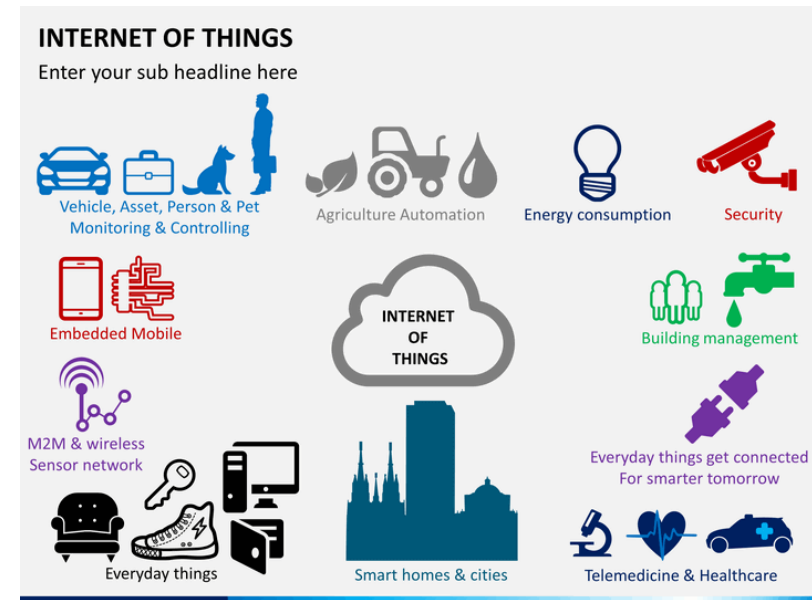 INTERNET OF THINGS
Enter your sub headline here
Vehicle, Asset, Person & Pet
Monitoring & Controlling
Agriculture Automation
Energy consumption
Security
Embedded Mobile
INTERNET
OF
THINGS
Building management
M2M & wireless
Sensor network
Everyday things get connected
For smarter tomorrow
Everyday things
Smart homes & cities
Telemedicine & Healthcare